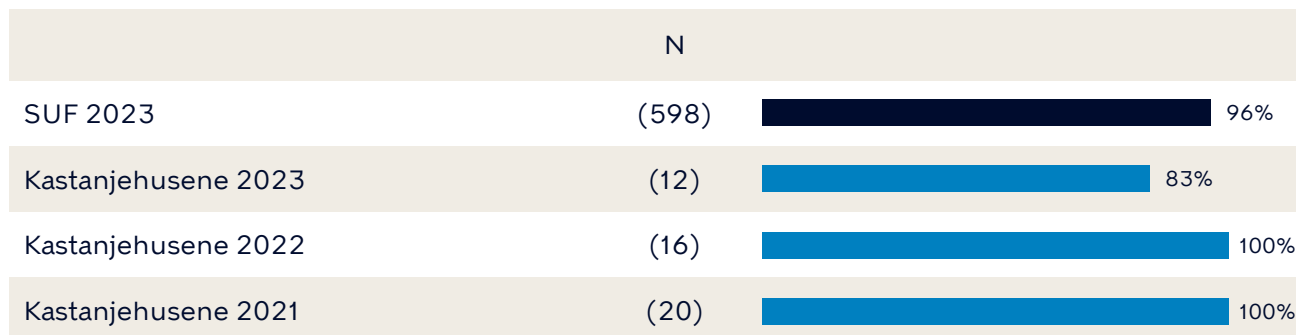 N
SUF 2023 (598) 96%
Kastanjehusene 2023 (12) 83%
Kastanjehusene 2022 (16) 100%
Kastanjehusene 2021 (20) 100%